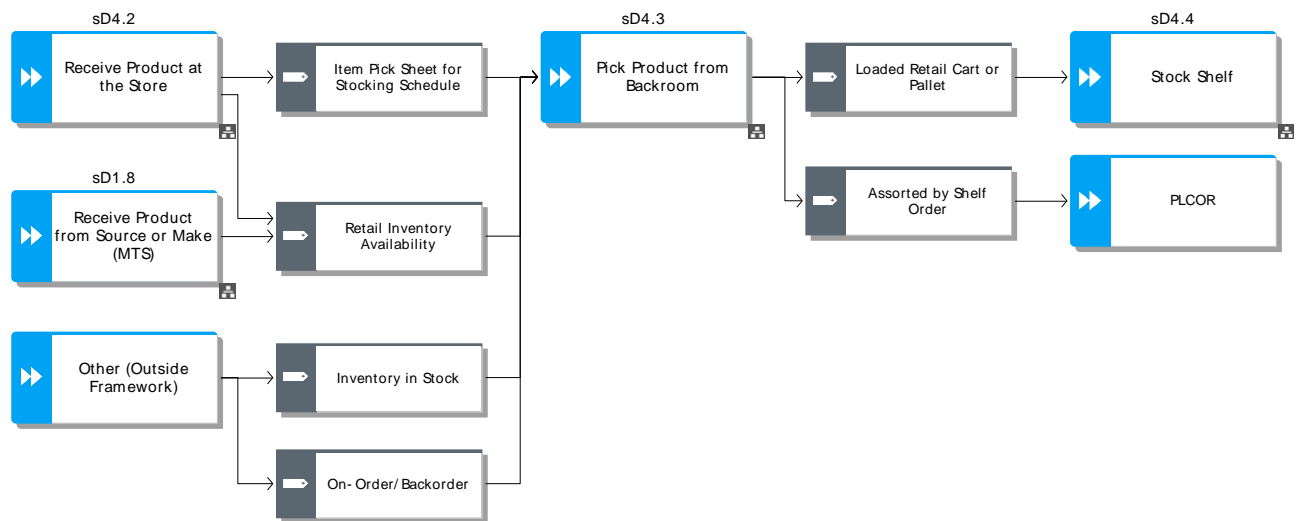 sD4.2
Receive Product at
the Store
Item Pick Sheet for
Stocking Schedule
sD4.3
Pick Product from
Backroom
Loaded Retail Cart or
Pallet
sD4.4
Stock Shelf
sD1.8
Receive Product
from Source or Make
(MTS)
Retail Inventory
Availability
Assorted by Shelf
Order
PLCOR
Other (Outside
Framework)
Inventory in Stock
On-Order/Backorder